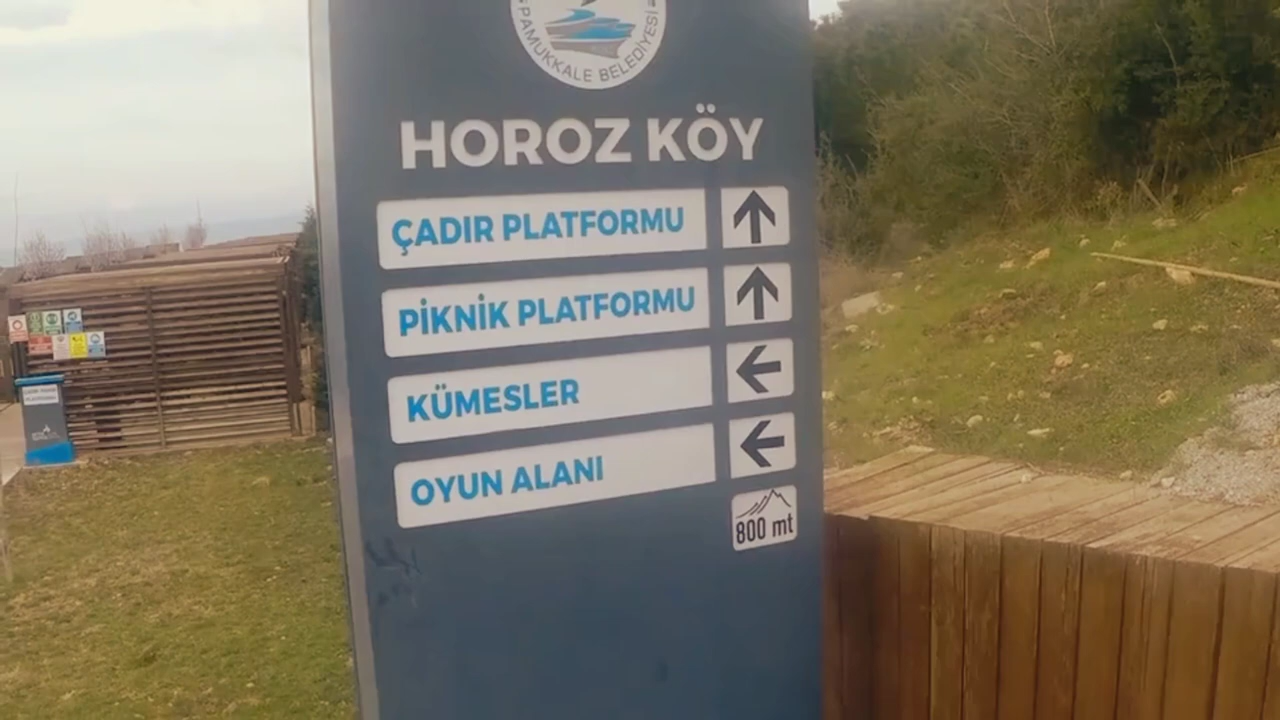 PAMUKKALE BELEDİYESİ
HOROZ KÖY
ÇADIR PLATFORMU
PİKNİK PLATFORMU
KÜMESLER
OYUN ALANI
800 mt